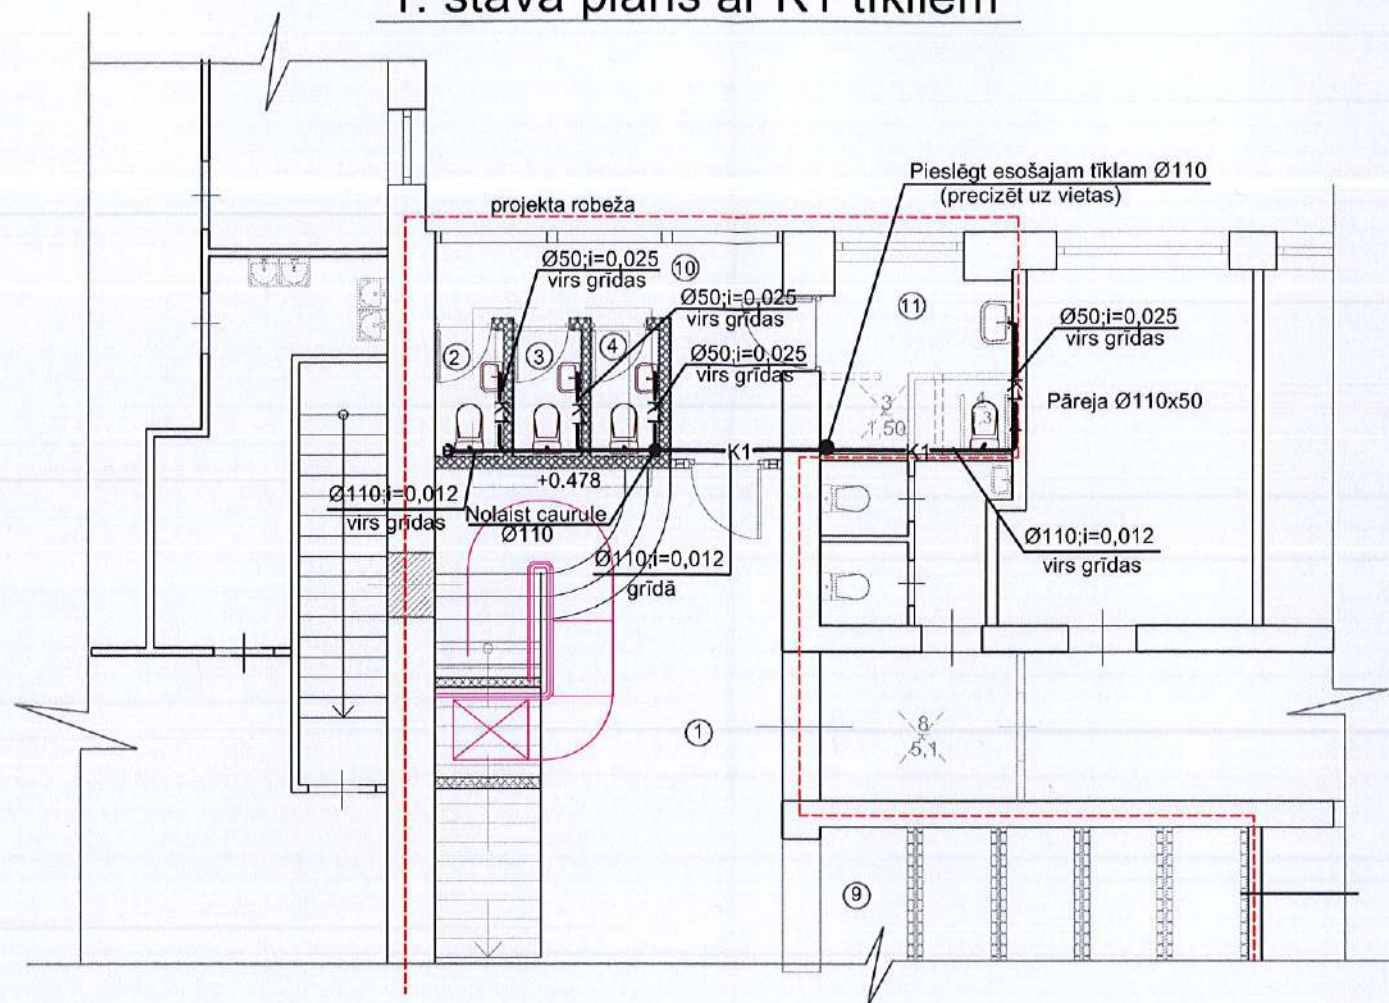 1. stāva plāns ar K1 tīkliem
Pieslēgt esošajam tīklam Ø110
(precizēt uz vietas)
projekta robeža
Ø50;i=0,025
virs grīdas
10
Ø50;i=0,025
virs grīdas
11
Ø50;i=0,025
virs grīdas
2
3
4
Ø50;i=0,025
virs grīdas
Pāreja Ø110x50
3
1,50
4
3
K1
K1
+0.478
Ø110;i=0,012
virs grīdas
Nolaist caurule
Ø110
Ø110;i=0,012
grīdā
Ø110;i=0,012
virs grīdas
1
8
5,1
9